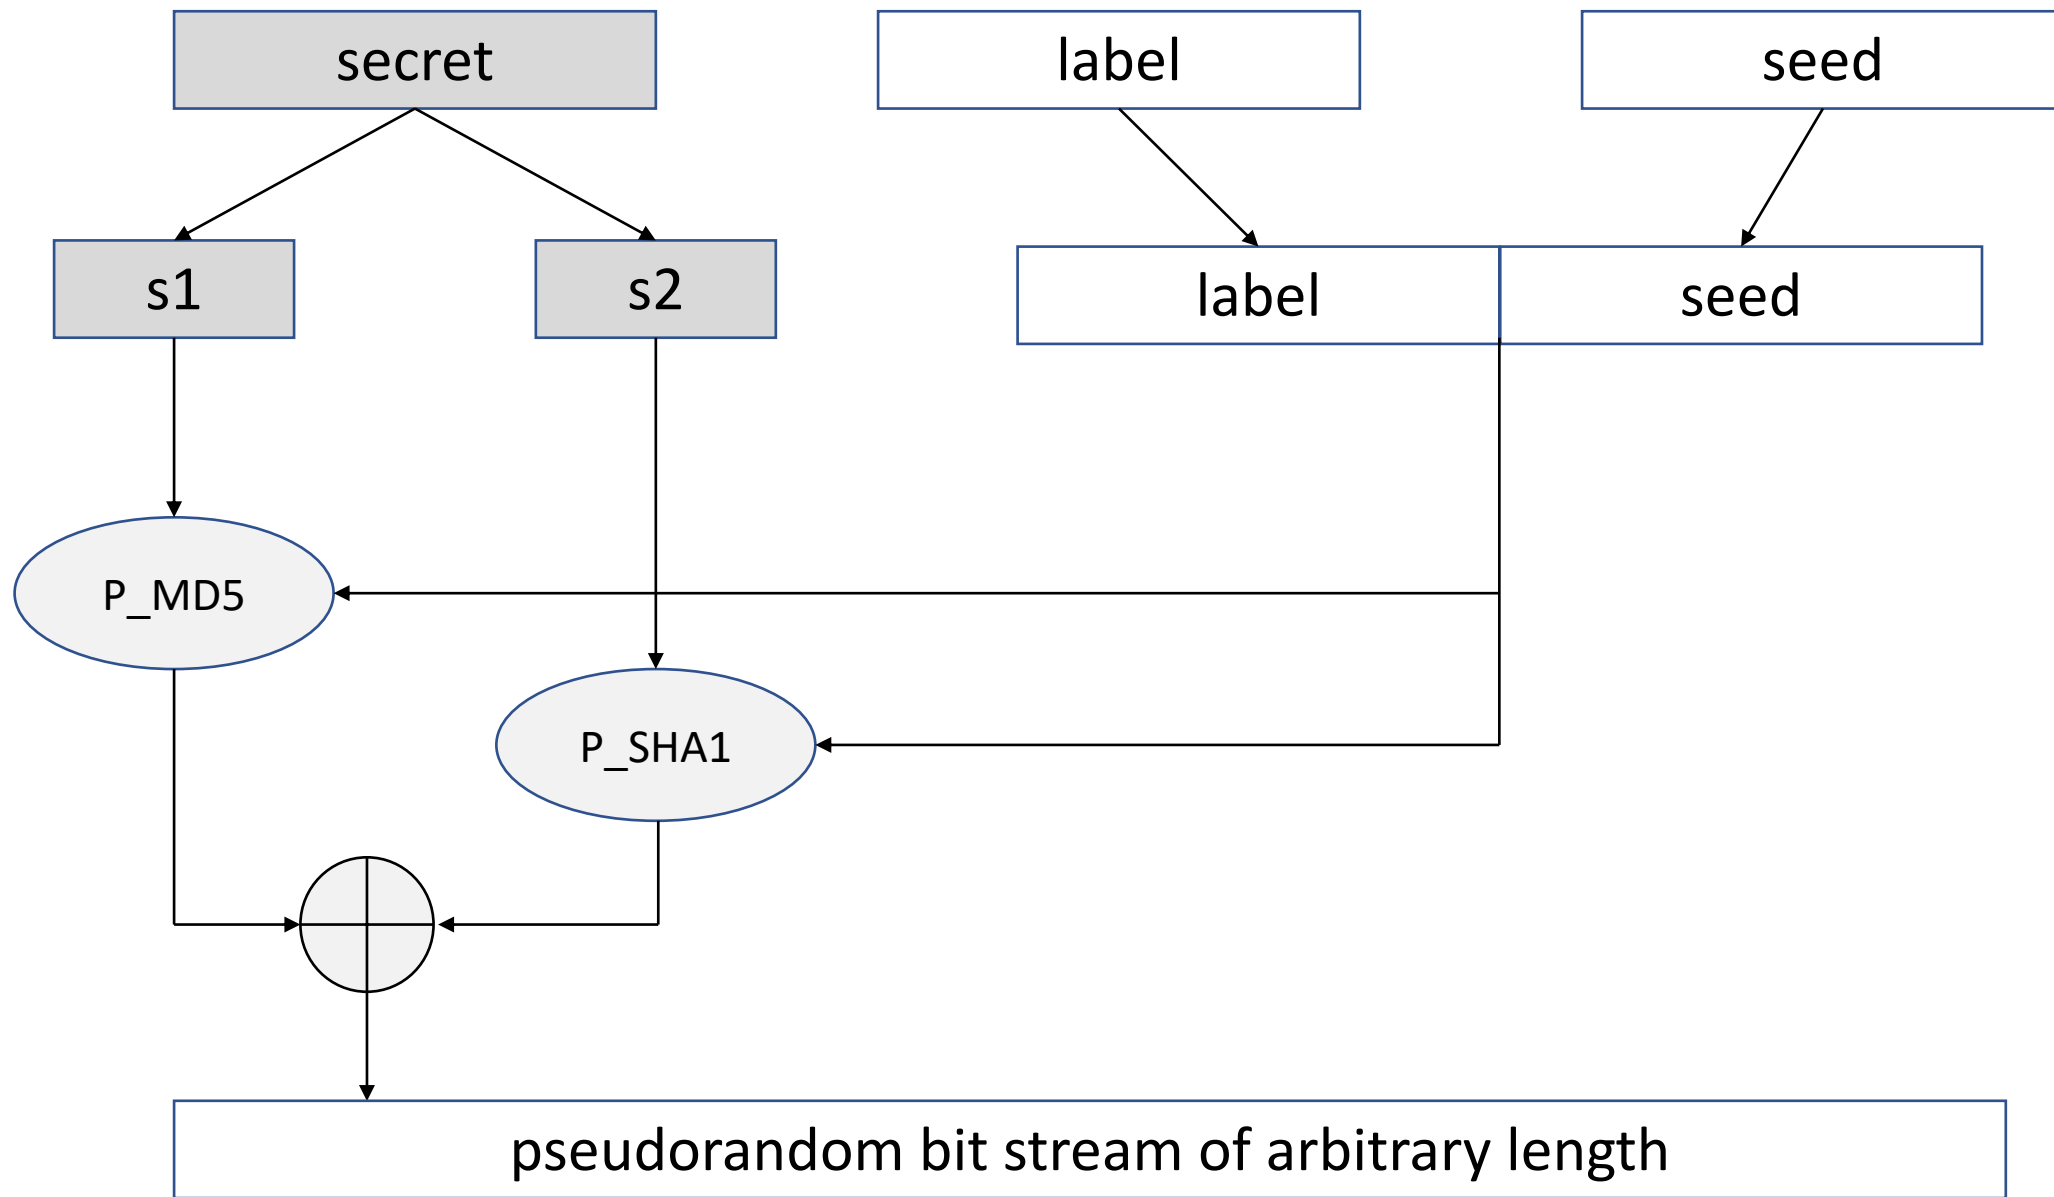 secret
label
seed
s1
s2
label
seed
P_MD5
P_SHA1
pseudorandom bit stream of arbitrary length